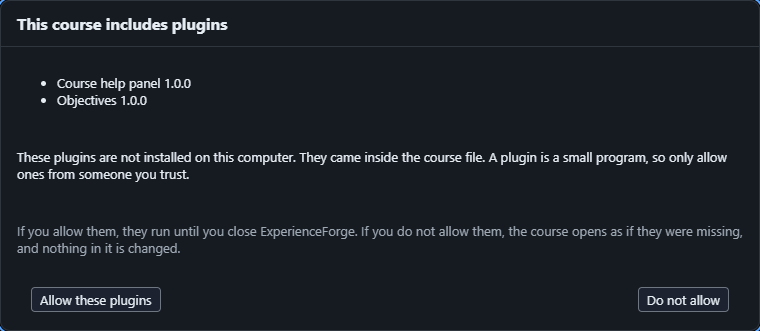 This course includes plugins
• Course help panel 1.0.0
• Objectives 1.0.0
These plugins are not installed on this computer. They came inside the course file. A plugin is a small program, so only allow
ones from someone you trust.
If you allow them, they run until you close ExperienceForge. If you do not allow them, the course opens as if they were missing,
and nothing in it is changed.
Allow these plugins
Do not allow